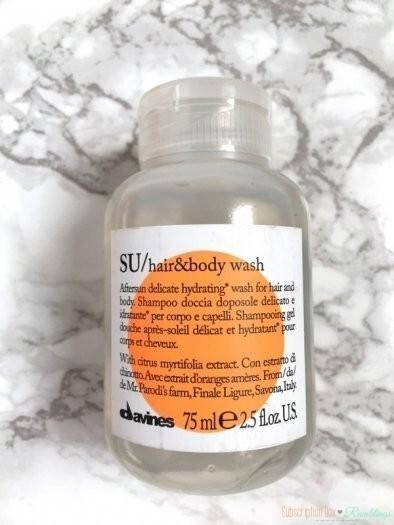 SU/hair&body wash
Aftersun delicate hydrating* wash for hair and
body. Shampoo doccia doposole delicato e
idratante* per corpo e capelli. Shampooing gel
douche après-soleil délicat et hydratant* pour
corps et cheveux.
With citrus myrtifolia extract. Con estratto di
chinotto. Avec extrait d'oranges amères. From/da/
de Mr. Parodi's farm, Finale Ligure, Savona, Italy.
davines 75 ml ℮ 2.5 fl.oz. U.S.
Subscription Box Ramblings